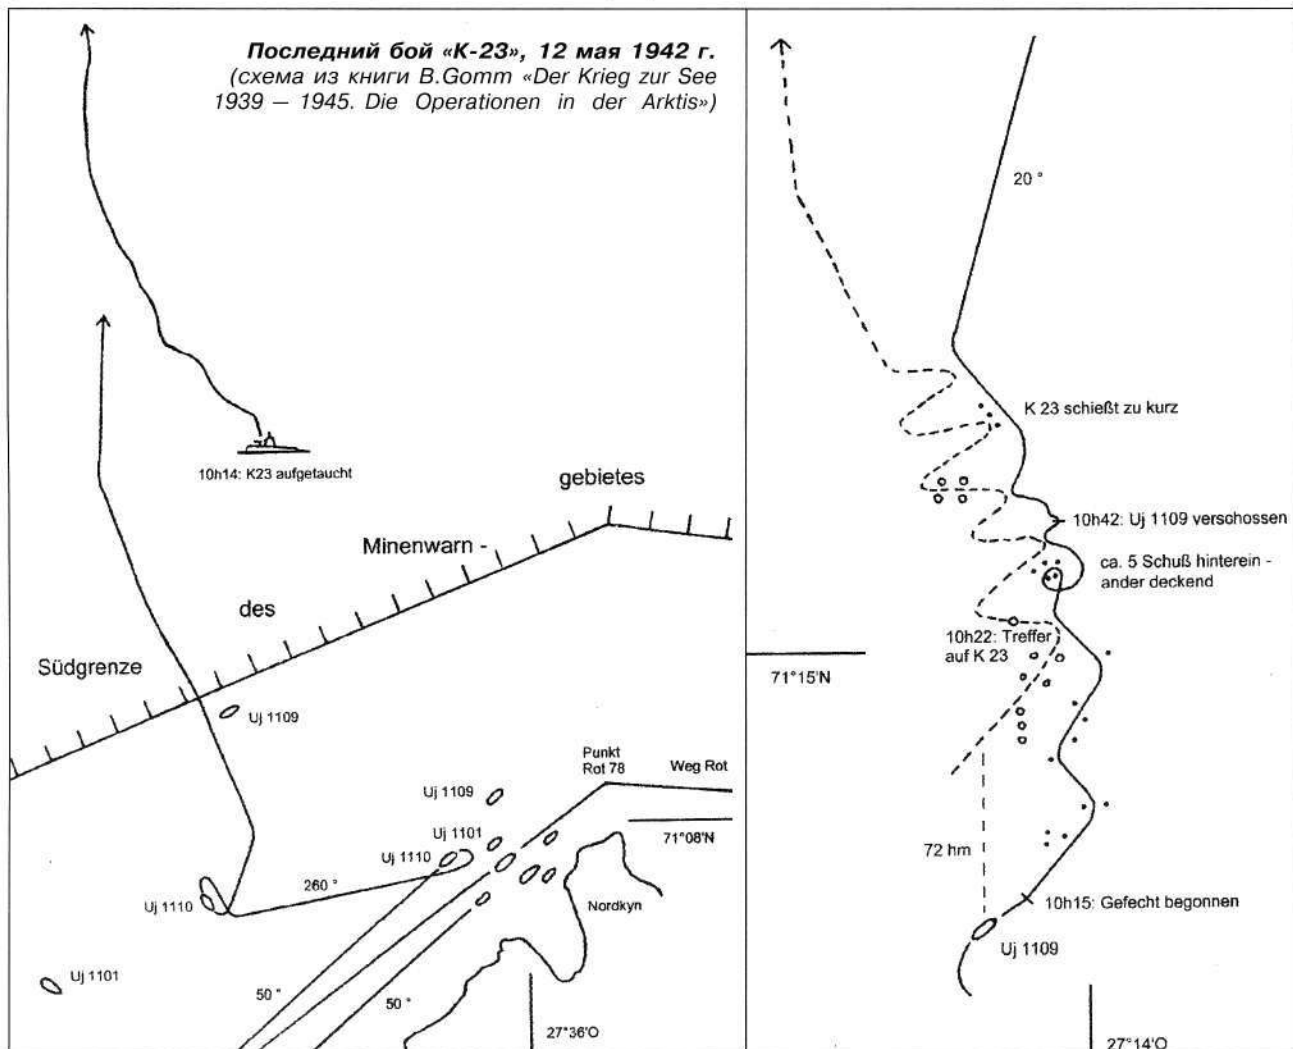 Последний бой «К-23», 12 мая 1942 г.
(схема из книги B.Gomm «Der Krieg zur See
1939 — 1945. Die Operationen in der Arktis»)
10h14: K23 aufgetaucht
gebietes
Minenwarn -
des
Südgrenze
Uj 1109
Punkt
Rot 78
Weg Rot
Uj 1109
Uj 1101
71°08'N
Uj 1110
260 °
Uj 1110
Nordkyn
Uj 1101
50 °
50 °
27°36'O
20 °
K 23 schießt zu kurz
10h42: Uj 1109 verschossen
ca. 5 Schuß hinterein -
ander deckend
10h22: Treffer
auf K 23
71°15'N
72 hm
10h15: Gefecht begonnen
Uj 1109
27°14'O